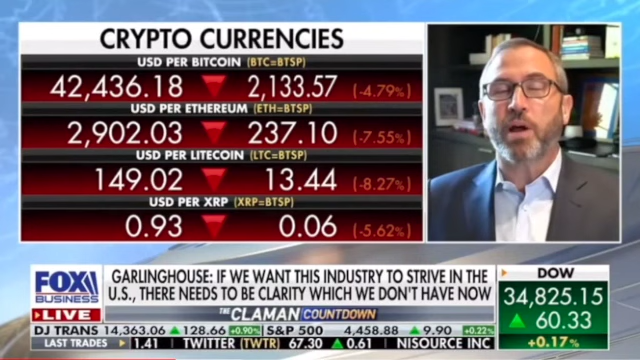 CRYPTO CURRENCIES
USD PER BITCOIN (BTC=BTSP)
42,436.18 ▼ 2,133.57 (-4.79%)
USD PER ETHEREUM (ETH=BTSP)
2,902.03 ▼ 237.10 (-7.55%)
USD PER LITECOIN (LTC=BTSP)
149.02 ▼ 13.44 (-8.27%)
USD PER XRP (XRP=BTSP)
0.93 ▼ 0.06 (-5.62%)
FOX
BUSINESS
LIVE
GARLINGHOUSE: IF WE WANT THIS INDUSTRY TO STRIVE IN THE
U.S., THERE NEEDS TO BE CLARITY WHICH WE DON'T HAVE NOW
THE CLAMAN COUNTDOWN
DOW
34,825.15
▲ 60.33
+0.17%
DJ TRANS 14,363.06 ▲ 128.66 +0.90% S&P 500 4,458.88 ▲ 9.90 +0.22%
LAST TRADES 1.41 TWITTER (TWTR) 67.30 ▲ 0.61 NISOURCE INC